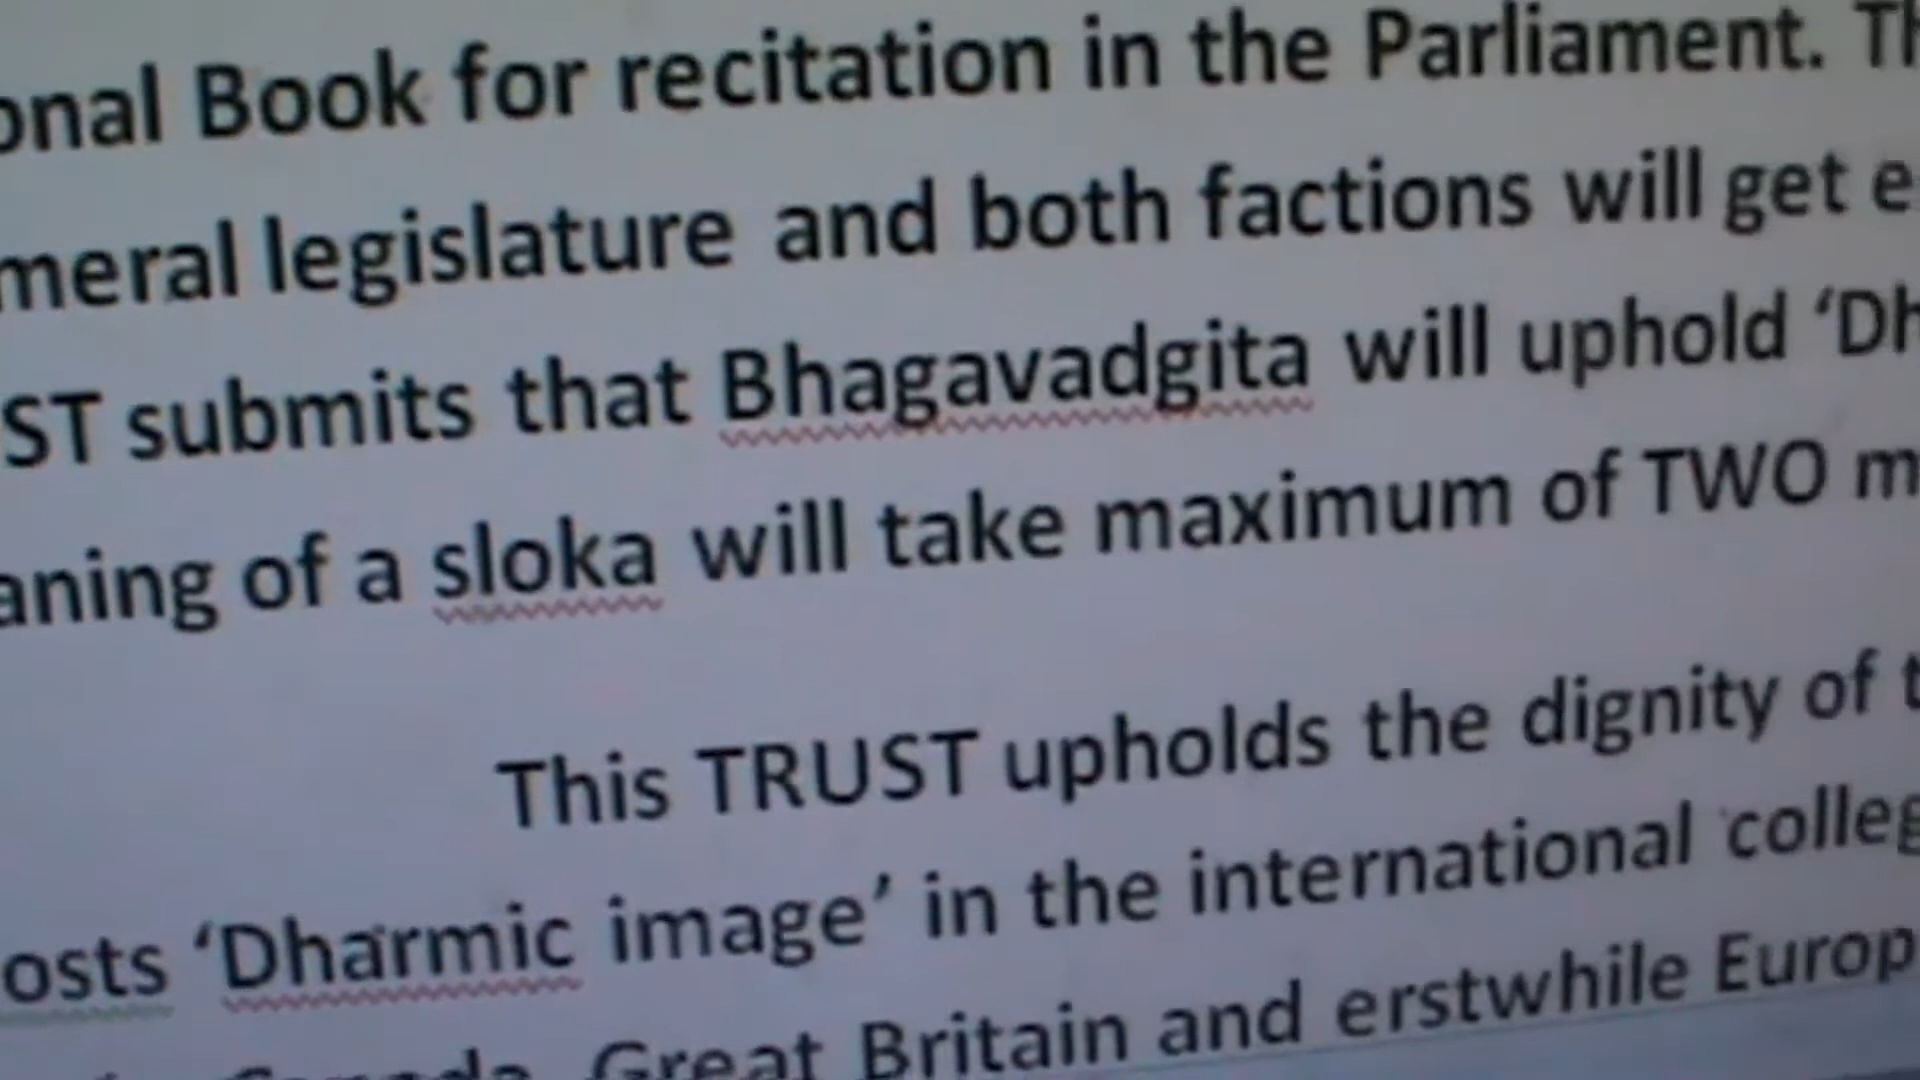 onal Book for recitation in the Parliament. Th
meral legislature and both factions will get e
ST submits that Bhagavadgita will uphold ‘Dh
aning of a sloka will take maximum of TWO m
This TRUST upholds the dignity of t
osts ‘Dharmic image’ in the international colleg
Canada, Great Britain and erstwhile Europ